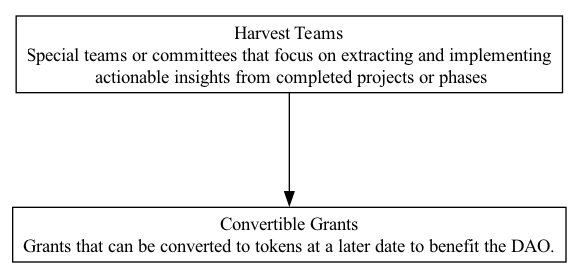 Harvest Teams
Special teams or committees that focus on extracting and implementing
actionable insights from completed projects or phases
Convertible Grants
Grants that can be converted to tokens at a later date to benefit the DAO.